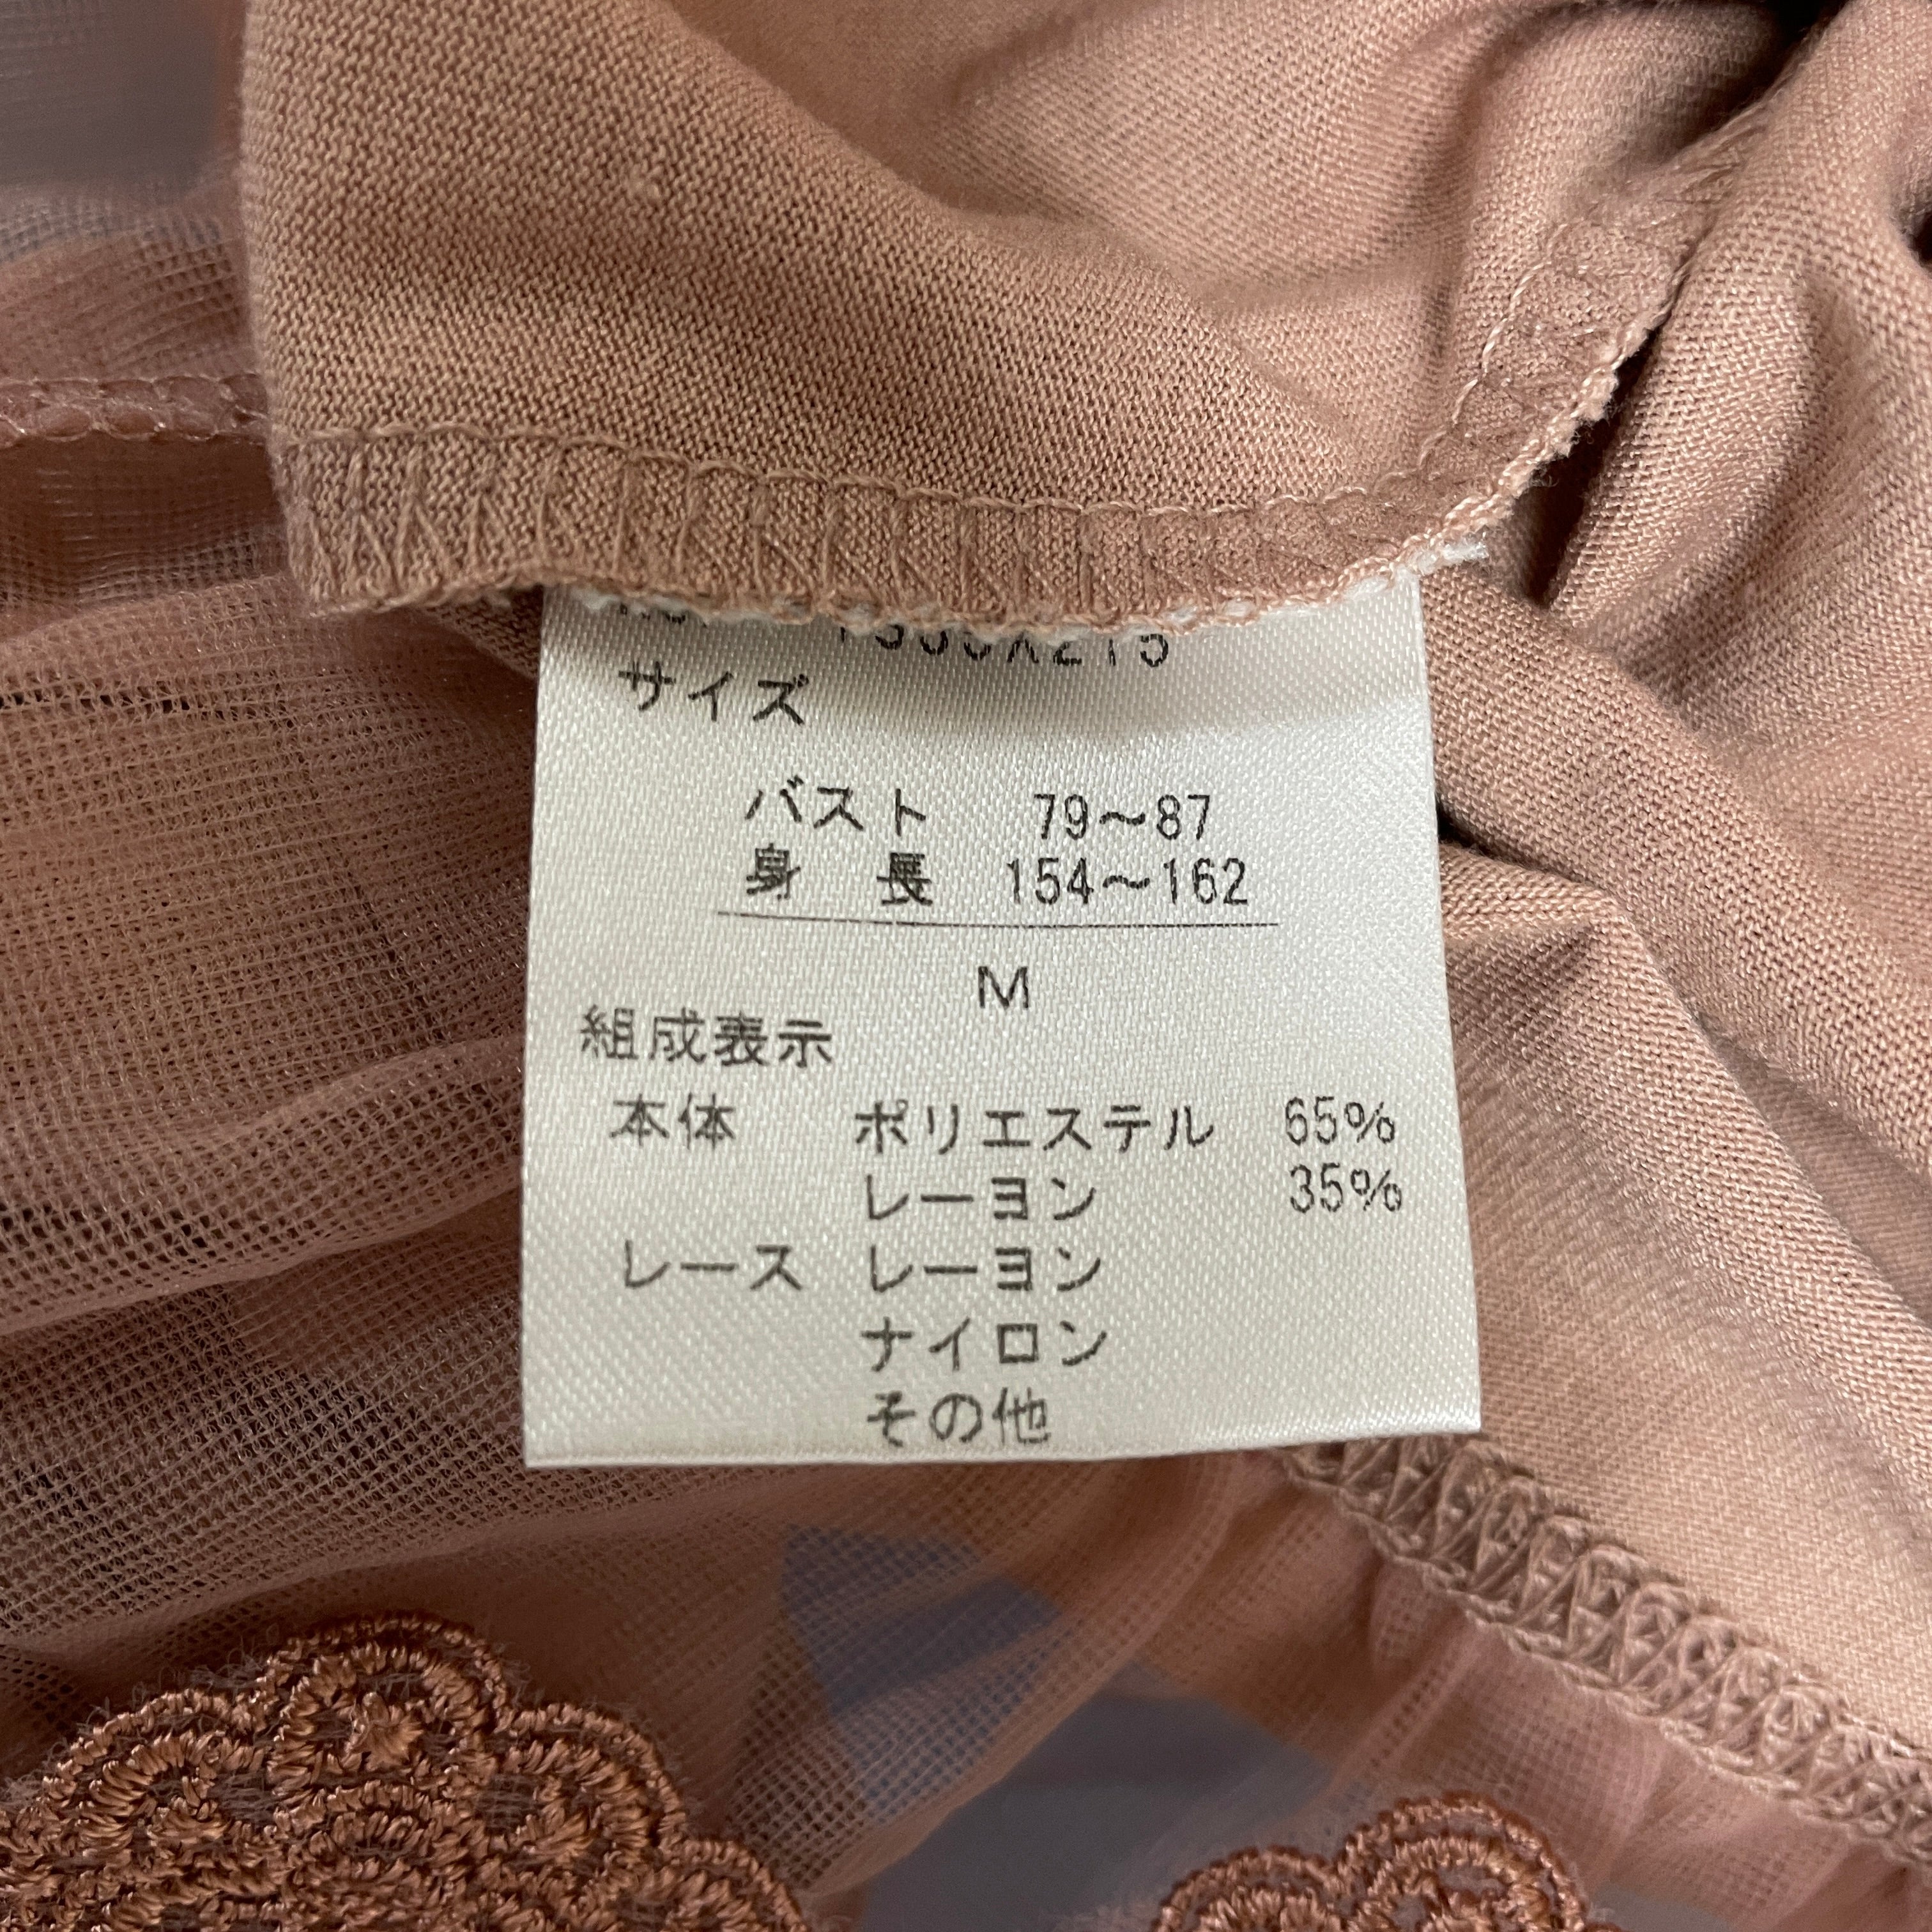 サイズ
バスト 79～87
身 長 154～162
M
組成表示
本体 ポリエステル 65%
レーヨン 35%
レース レーヨン
ナイロン
その他